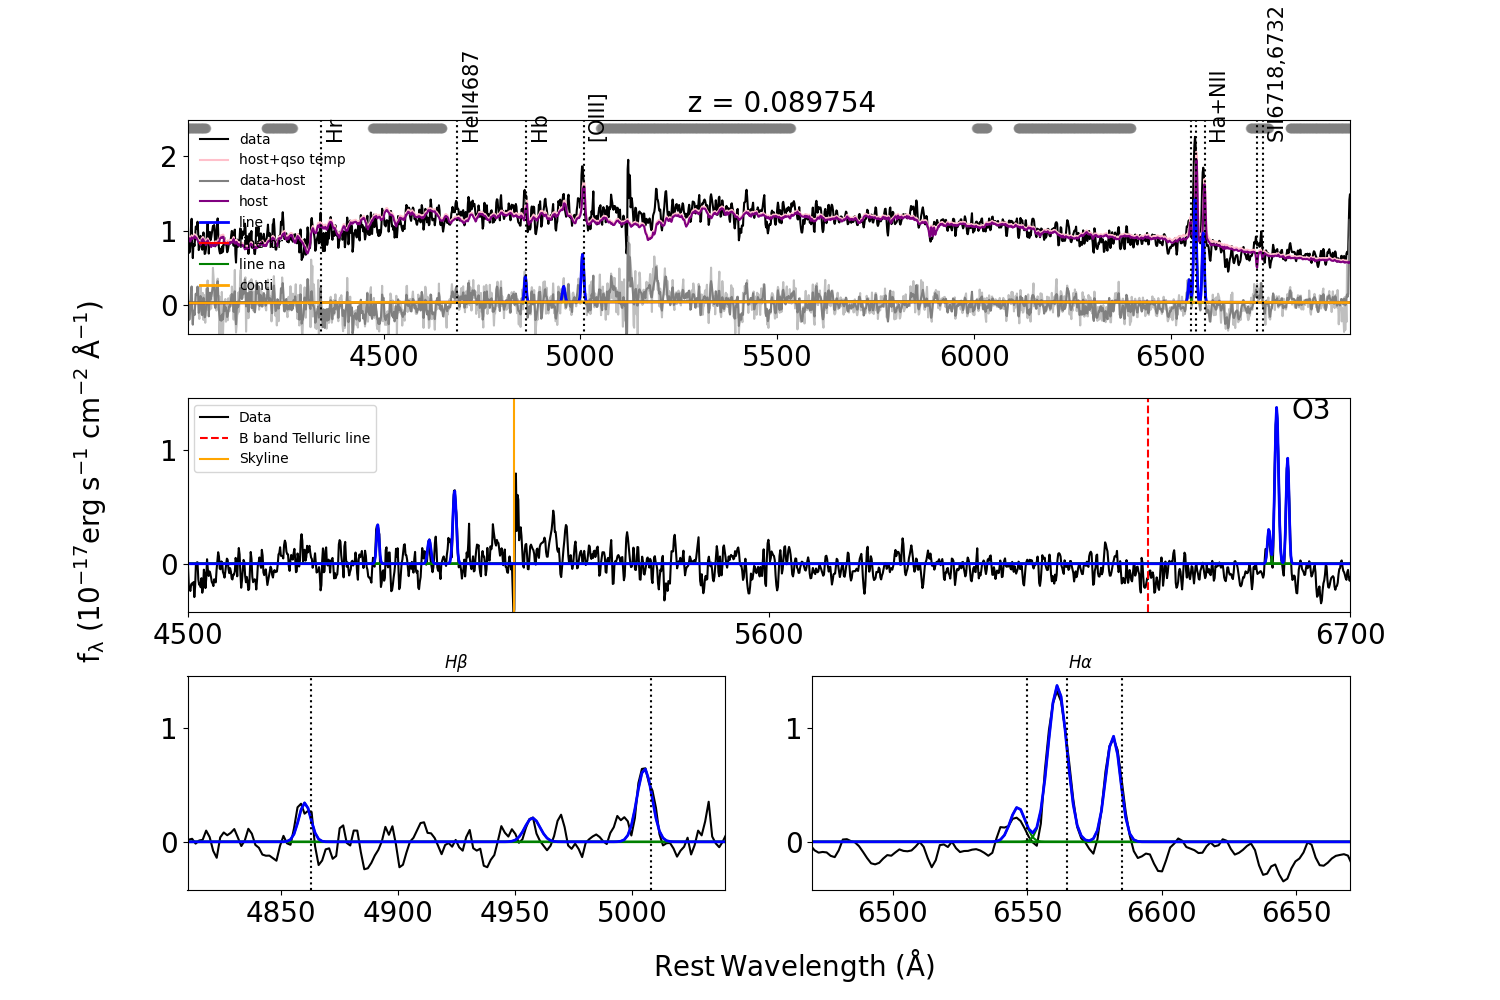 z = 0.089754
Hr
HeII4687
Hb
[OIII]
Ha+NII
SII6718,6732
data
host+qso temp
data-host
host
line
line na
conti
2
1
0
4500
5000
5500
6000
6500
Data
B band Telluric line
Skyline
O3
1
0
4500
5600
6700
fλ (10−17erg s−1 cm−2 Å−1)
Hβ
1
0
4850
4900
4950
5000
Hα
1
0
6500
6550
6600
6650
Rest Wavelength (Å)